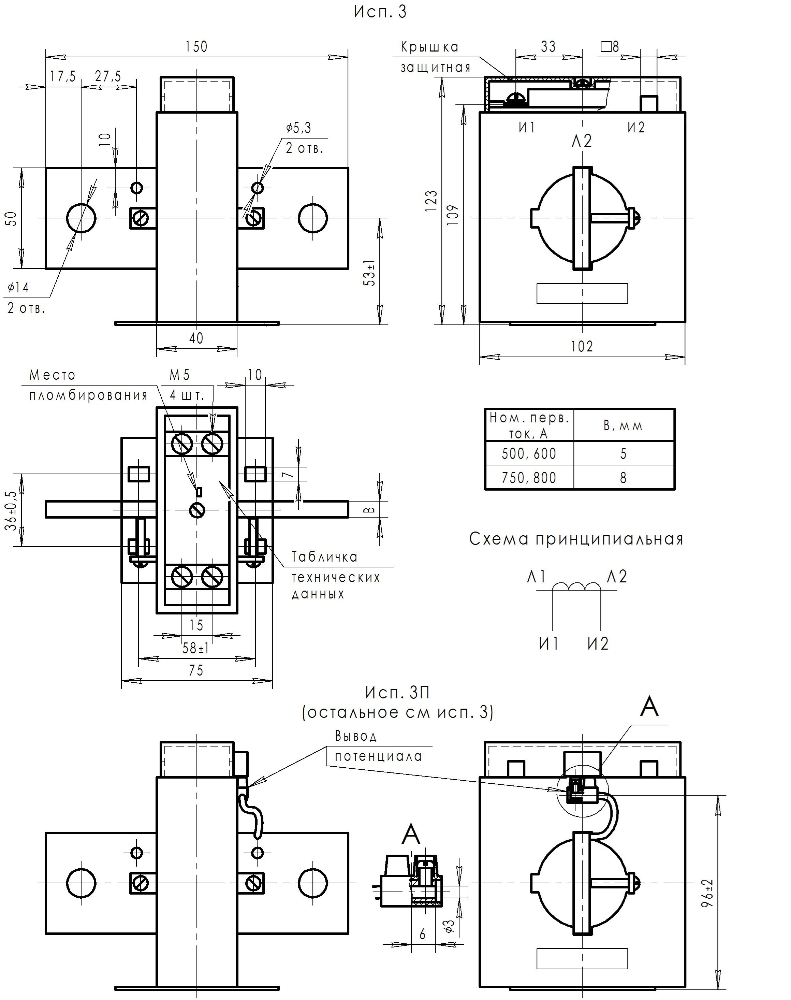 Исп. 3
150
17,5
27,5
10
ϕ5,3
2 отв.
50
ϕ14
2 отв.
53±1
40
Крышка
защитная
33
□8
И1
И2
Л2
123
109
102
Место
пломбирования
М5
4 шт.
10
7
36±0,5
В
Табличка
технических
данных
15
58±1
75
Ном. перв.
ток, А
В, мм
500, 600
5
750, 800
8
Схема принципиальная
Л1
Л2
И1
И2
Исп. 3П
(остальное см исп. 3)
Вывод
потенциала
А
А
6
ϕ3
96±2